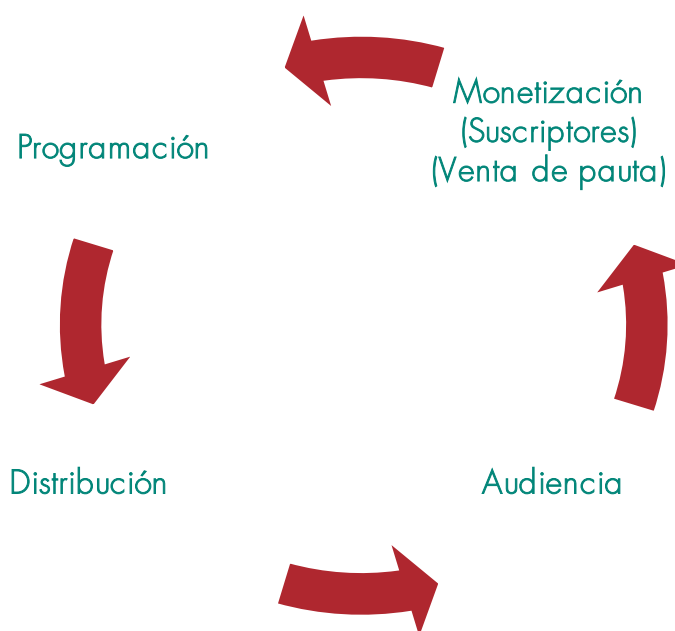 Monetización
(Suscriptores)
(Venta de pauta)
Programación
Distribución
Audiencia